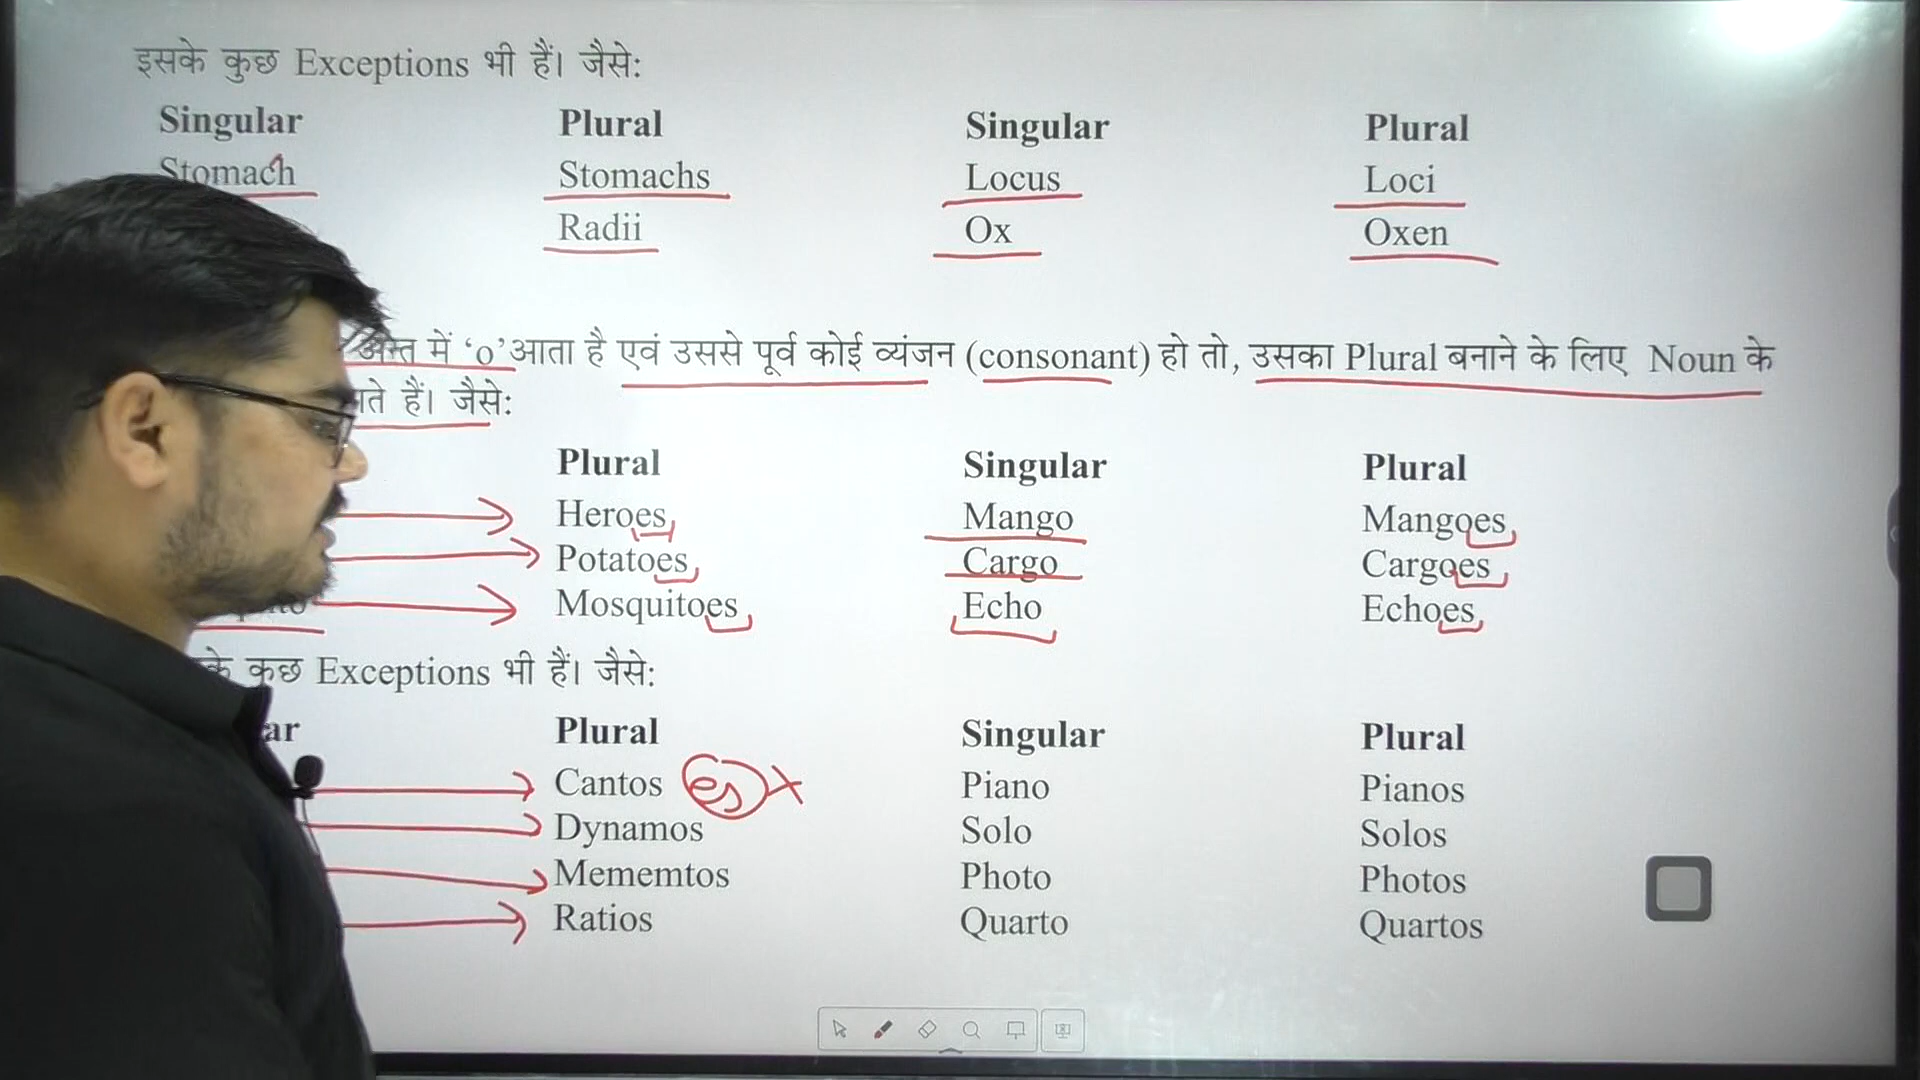 इसके कुछ Exceptions भी हैं। जैसे:
Singular Plural Singular Plural
Stomach Stomachs Locus Loci
Radii Ox Oxen
अन्त में ‘o’ आता है एवं उससे पूर्व कोई व्यंजन (consonant) हो तो, उसका Plural बनाने के लिए Noun के
हैं। जैसे:
Plural Singular Plural
Heroes Mango Mangoes
Potatoes Cargo Cargoes
Mosquitoes Echo Echoes
के कुछ Exceptions भी हैं। जैसे:
Plural Singular Plural
Cantos es Piano Pianos
Dynamos Solo Solos
Mememtos Photo Photos
Ratios Quarto Quartos